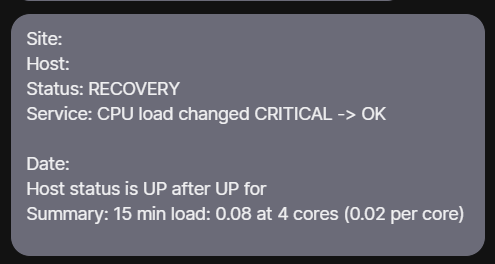 Site:
Host:
Status: RECOVERY
Service: CPU load changed CRITICAL -> OK
Date:
Host status is UP after UP for
Summary: 15 min load: 0.08 at 4 cores (0.02 per core)